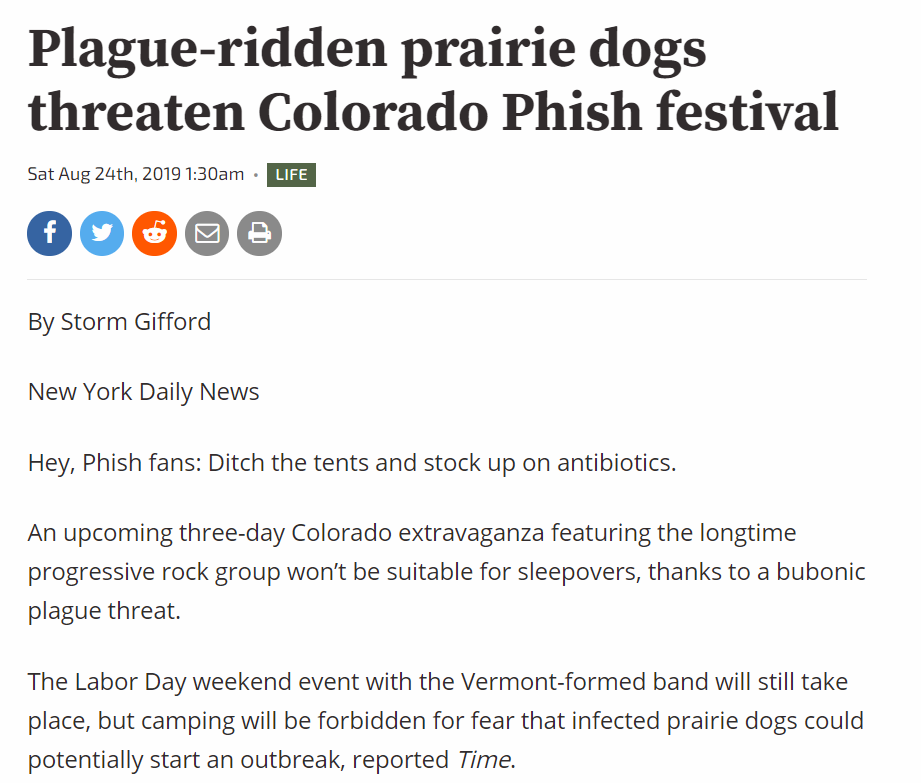 Plague-ridden prairie dogs
threaten Colorado Phish festival
Sat Aug 24th, 2019 1:30am • LIFE
By Storm Gifford
New York Daily News
Hey, Phish fans: Ditch the tents and stock up on antibiotics.
An upcoming three-day Colorado extravaganza featuring the longtime
progressive rock group won’t be suitable for sleepovers, thanks to a bubonic
plague threat.
The Labor Day weekend event with the Vermont-formed band will still take
place, but camping will be forbidden for fear that infected prairie dogs could
potentially start an outbreak, reported Time.